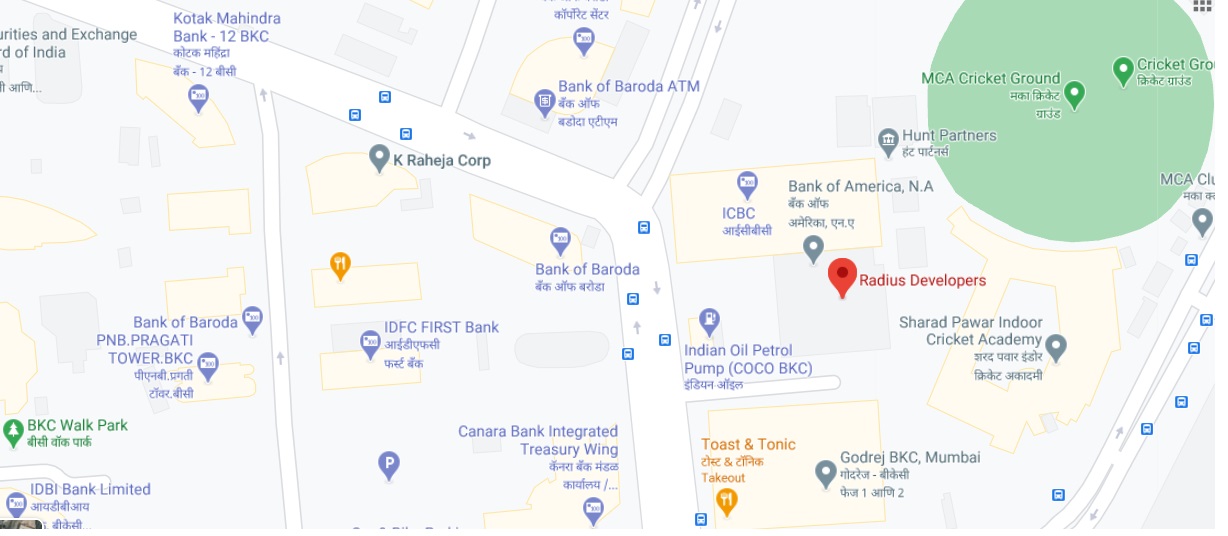 Kotak Mahindra
Bank - 12 BKC
कोटक महिंद्रा
बँक - 12 बीसी
urities and Exchange
rd of India
कॉर्पोरेट सेंटर
Bank of Baroda ATM
बँक ऑफ
बडोदा एटीएम
MCA Cricket Ground
मका क्रिकेट
ग्राउंड
Cricket Gro
क्रिकेट ग्राउंड
Hunt Partners
हंट पार्टनर्स
K Raheja Corp
MCA Clu
मका क
Bank of America, N.A
बँक ऑफ
अमेरिका, एन.ए
ICBC
आईसीबीसी
Bank of Baroda
बँक ऑफ बरोडा
Radius Developers
Bank of Baroda
PNB.PRAGATI
TOWER.BKC
पीएनबी.प्रगती
टॉवर.बीसी
IDFC FIRST Bank
आईडीएफसी
फर्स्ट बँक
Indian Oil Petrol
Pump (COCO BKC)
इंडियन ऑइल
Sharad Pawar Indoor
Cricket Academy
शरद पवार इंडोर
क्रिकेट अकादमी
BKC Walk Park
बीसी वॉक पार्क
Canara Bank Integrated
Treasury Wing
कॅनरा बँक मंडळ
कार्यालय /...
P
Toast & Tonic
टोस्ट & टॉनिक
Takeout
Godrej BKC, Mumbai
गोदरेज - बीकेसी
फेज 1 आणि 2
IDBI Bank Limited
आयडीबीआय
बीकेसी...